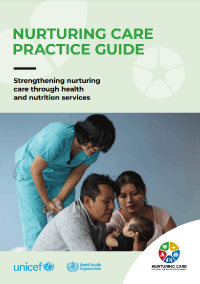 NURTURING CARE
PRACTICE GUIDE
Strengthening nurturing
care through health
and nutrition services
unicef
World Health
Organization
NURTURING CARE